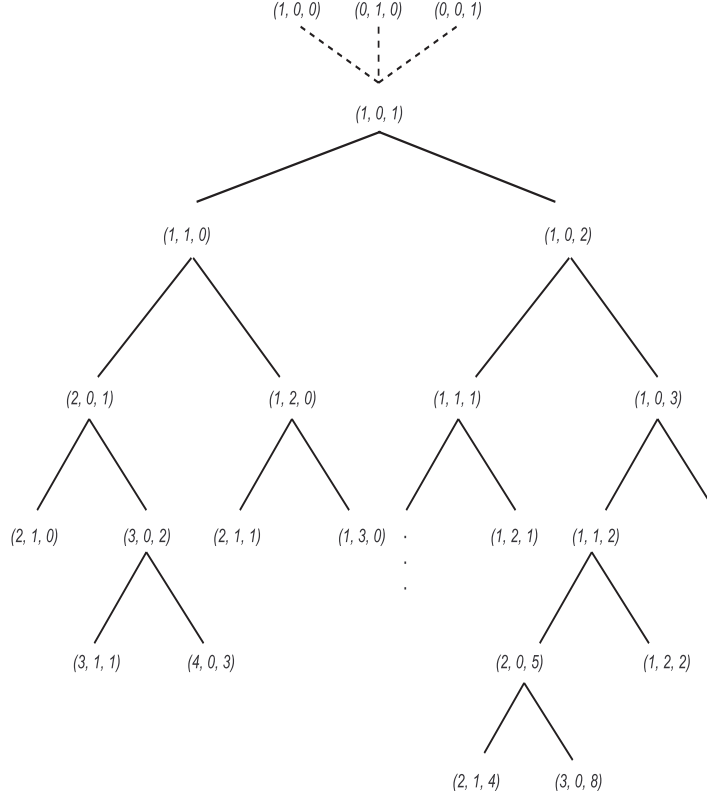 (1, 0, 0) (0, 1, 0) (0, 0, 1)
(1, 0, 1)
(1, 1, 0) (1, 0, 2)
(2, 0, 1) (1, 2, 0) (1, 1, 1) (1, 0, 3)
(2, 1, 0) (3, 0, 2) (2, 1, 1) (1, 3, 0) (1, 2, 1) (1, 1, 2)
(3, 1, 1) (4, 0, 3) (2, 0, 5) (1, 2, 2)
(2, 1, 4) (3, 0, 8)